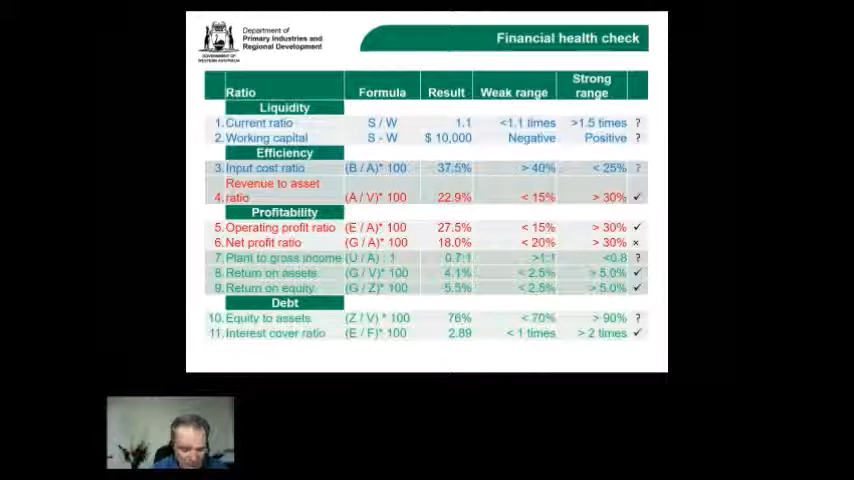 Department of
Primary Industries and
Regional Development
GOVERNMENT OF
WESTERN AUSTRALIA
Financial health check
Ratio Formula Result Weak range Strong range
Liquidity
1. Current ratio S / W 1.1 <1.1 times >1.5 times ?
2. Working capital S - W $ 10,000 Negative Positive ?
Efficiency
3. Input cost ratio (B / A)* 100 37.5% > 40% < 25% ?
Revenue to asset
4. ratio (A / V)* 100 22.9% < 15% > 30% ✓
Profitability
5. Operating profit ratio (E / A)* 100 27.5% < 15% > 30% ✓
6. Net profit ratio (G / A)* 100 18.0% < 20% > 30% ×
7. Plant to gross income (U / A) : 1 0.7:1 >1:1 <0.8 ?
8. Return on assets (G / V)* 100 4.1% < 2.5% > 5.0% ✓
9. Return on equity (G / Z)* 100 5.5% < 2.5% > 5.0% ✓
Debt
10. Equity to assets (Z / V) * 100 76% < 70% > 90% ?
11. Interest cover ratio (E / F)* 100 2.89 < 1 times > 2 times ✓